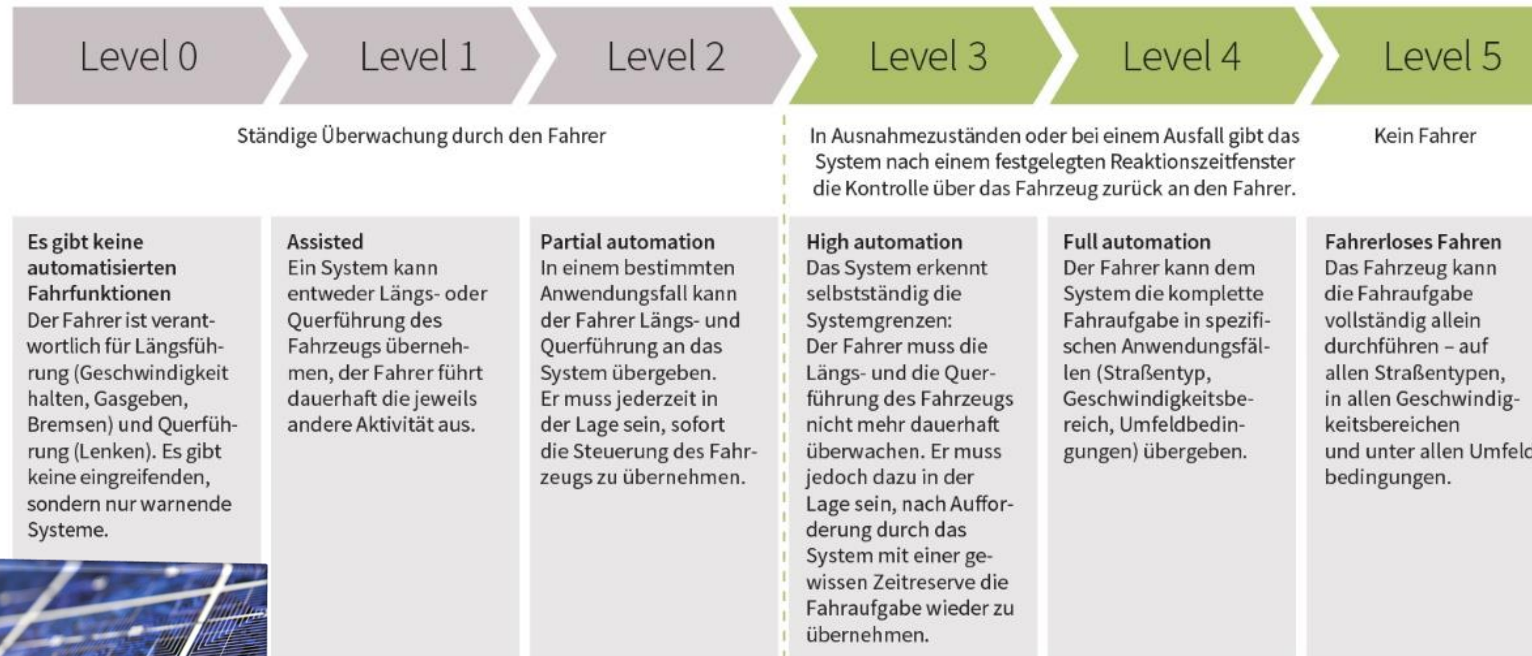 Level 0
Level 1
Level 2
Level 3
Level 4
Level 5
Ständige Überwachung durch den Fahrer
In Ausnahmezuständen oder bei einem Ausfall gibt das
System nach einem festgelegten Reaktionszeitfenster
die Kontrolle über das Fahrzeug zurück an den Fahrer.
Kein Fahrer
Es gibt keine
automatisierten
Fahrfunktionen
Der Fahrer ist verant-
wortlich für Längsfüh-
rung (Geschwindigkeit
halten, Gasgeben,
Bremsen) und Querfüh-
rung (Lenken). Es gibt
keine eingreifenden,
sondern nur warnende
Systeme.
Assisted
Ein System kann
entweder Längs- oder
Querführung des
Fahrzeugs überneh-
men, der Fahrer führt
dauerhaft die jeweils
andere Aktivität aus.
Partial automation
In einem bestimmten
Anwendungsfall kann
der Fahrer Längs- und
Querführung an das
System übergeben.
Er muss jederzeit in
der Lage sein, sofort
die Steuerung des Fahr-
zeugs zu übernehmen.
High automation
Das System erkennt
selbstständig die
Systemgrenzen:
Der Fahrer muss die
Längs- und die Quer-
führung des Fahrzeugs
nicht mehr dauerhaft
überwachen. Er muss
jedoch dazu in der
Lage sein, nach Auffor-
derung durch das
System mit einer ge-
wissen Zeitreserve die
Fahraufgabe wieder zu
übernehmen.
Full automation
Der Fahrer kann dem
System die komplette
Fahraufgabe in spezifi-
schen Anwendungsfäl-
len (Straßentyp,
Geschwindigkeitsbe-
reich, Umfeldbedin-
gungen) übergeben.
Fahrerloses Fahren
Das Fahrzeug kann
die Fahraufgabe
vollständig allein
durchführen – auf
allen Straßentypen,
in allen Geschwindig-
keitsbereichen
und unter allen Umfeld
bedingungen.